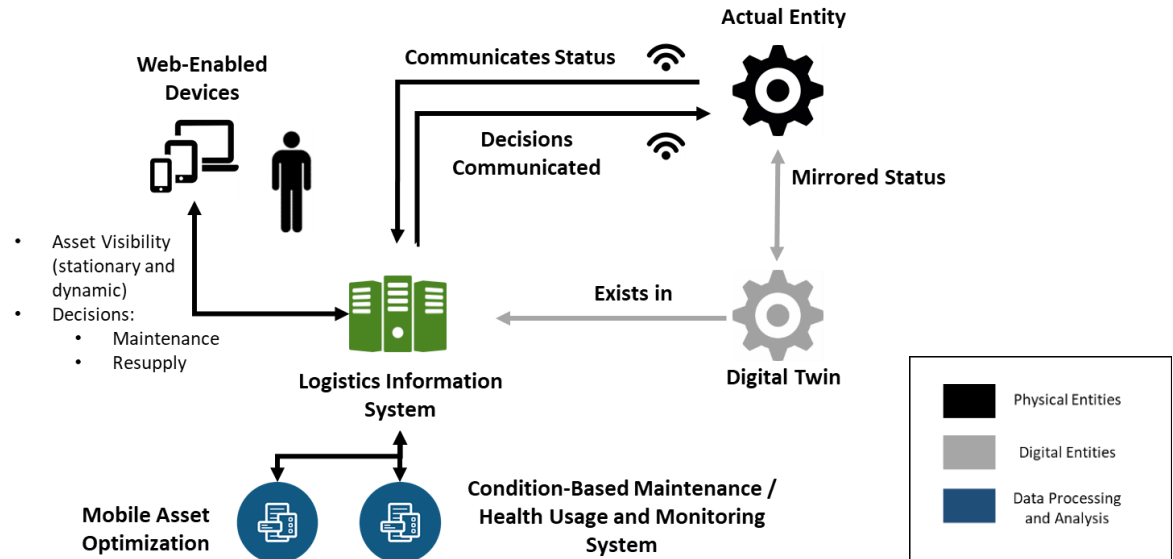 Actual Entity
Communicates Status
Web-Enabled
Devices
Decisions
Communicated
Mirrored Status
• Asset Visibility
(stationary and
dynamic)
• Decisions:
• Maintenance
• Resupply
Exists in
Logistics Information
System
Digital Twin
Mobile Asset
Optimization
Condition-Based Maintenance /
Health Usage and Monitoring
System
Physical Entities
Digital Entities
Data Processing
and Analysis